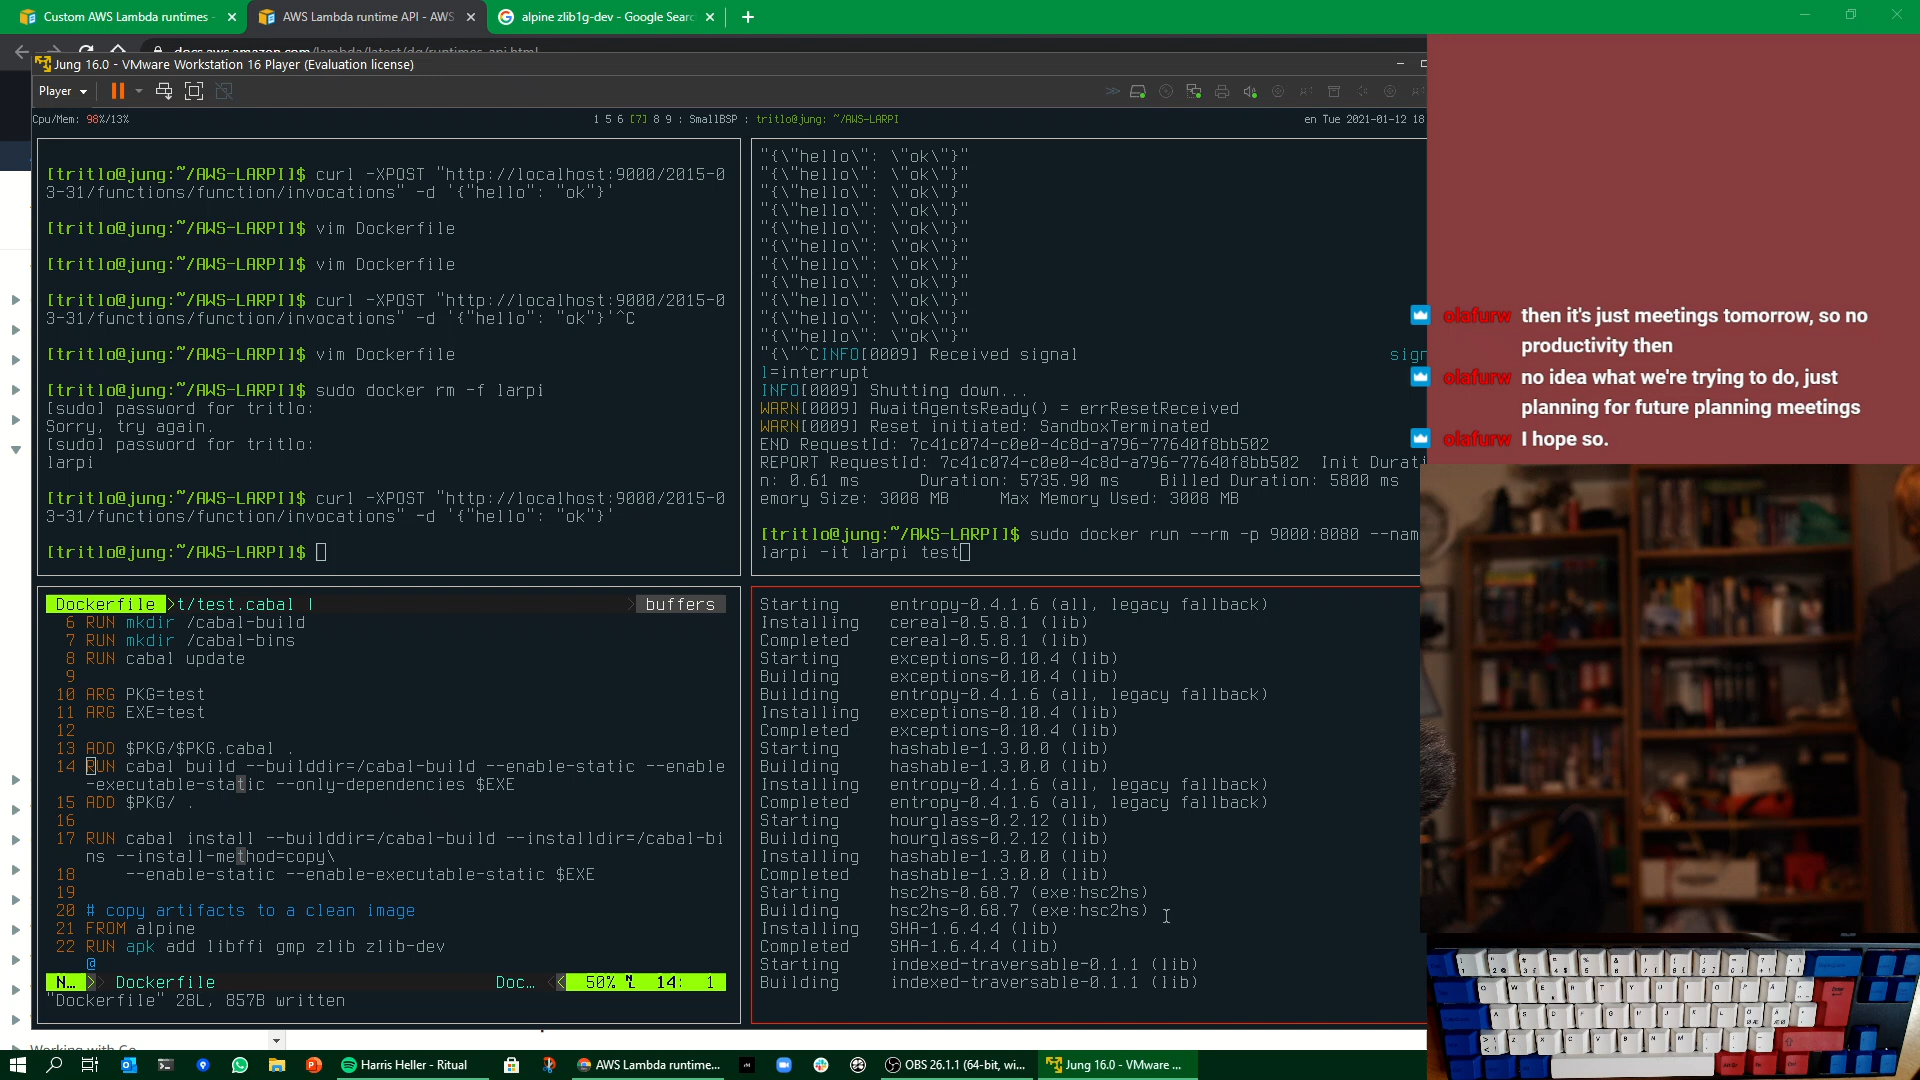 Custom AWS Lambda runtimes -
AWS Lambda runtime API - AWS
alpine zlib1g-dev - Google Searc
docs.aws.amazon.com/lambda/latest/dg/runtimes-api.html
Jung 16.0 - VMware Workstation 16 Player (Evaluation license)
Player
Cpu/Mem: 98%/13%
1 5 6 [7] 8 9 : SmallBSP : tritlo@jung: ~/AWS-LARPI
en Tue 2021-01-12 18
[tritlo@jung:~/AWS-LARPI]$ curl -XPOST "http://localhost:9000/2015-0
3-31/functions/function/invocations" -d '{"hello": "ok"}'
[tritlo@jung:~/AWS-LARPI]$ vim Dockerfile
[tritlo@jung:~/AWS-LARPI]$ vim Dockerfile
[tritlo@jung:~/AWS-LARPI]$ curl -XPOST "http://localhost:9000/2015-0
3-31/functions/function/invocations" -d '{"hello": "ok"}'^C
[tritlo@jung:~/AWS-LARPI]$ vim Dockerfile
[tritlo@jung:~/AWS-LARPI]$ sudo docker rm -f larpi
[sudo] password for tritlo:
Sorry, try again.
[sudo] password for tritlo:
larpi
[tritlo@jung:~/AWS-LARPI]$ curl -XPOST "http://localhost:9000/2015-0
3-31/functions/function/invocations" -d '{"hello": "ok"}'
[tritlo@jung:~/AWS-LARPI]$
"{\"hello\": \"ok\"}"
"{\"hello\": \"ok\"}"
"{\"hello\": \"ok\"}"
"{\"hello\": \"ok\"}"
"{\"hello\": \"ok\"}"
"{\"hello\": \"ok\"}"
"{\"hello\": \"ok\"}"
"{\"hello\": \"ok\"}"
"{\"hello\": \"ok\"}"
"{\"hello\": \"ok\"}"
"{\"hello\": \"ok\"}"
"{\"^CINFO[0009] Received signal sign
l=interrupt
INFO[0009] Shutting down...
WARN[0009] AwaitAgentsReady() = errResetReceived
WARN[0009] Reset initiated: SandboxTerminated
END RequestId: 7c41c074-c0e0-4c8d-a796-77640f8bb502
REPORT RequestId: 7c41c074-c0e0-4c8d-a796-77640f8bb502 Init Durati
n: 0.61 ms Duration: 5735.90 ms Billed Duration: 5800 ms
emory Size: 3008 MB Max Memory Used: 3008 MB
[tritlo@jung:~/AWS-LARPI]$ sudo docker run --rm -p 9000:8080 --nam
larpi -it larpi test
Dockerfile >t/test.cabal | buffers
6 RUN mkdir /cabal-build
7 RUN mkdir /cabal-bins
8 RUN cabal update
9
10 ARG PKG=test
11 ARG EXE=test
12
13 ADD $PKG/$PKG.cabal .
14 RUN cabal build --builddir=/cabal-build --enable-static --enable
-executable-static --only-dependencies $EXE
15 ADD $PKG/ .
16
17 RUN cabal install --builddir=/cabal-build --installdir=/cabal-bi
ns --install-method=copy\
18 --enable-static --enable-executable-static $EXE
19
20 # copy artifacts to a clean image
21 FROM alpine
22 RUN apk add libffi gmp zlib zlib-dev
@
N… Dockerfile Doc… 50% 14: 1
"Dockerfile" 28L, 857B written
Starting entropy-0.4.1.6 (all, legacy fallback)
Installing cereal-0.5.8.1 (lib)
Completed cereal-0.5.8.1 (lib)
Starting exceptions-0.10.4 (lib)
Building exceptions-0.10.4 (lib)
Building entropy-0.4.1.6 (all, legacy fallback)
Installing exceptions-0.10.4 (lib)
Completed exceptions-0.10.4 (lib)
Starting hashable-1.3.0.0 (lib)
Building hashable-1.3.0.0 (lib)
Installing entropy-0.4.1.6 (all, legacy fallback)
Completed entropy-0.4.1.6 (all, legacy fallback)
Starting hourglass-0.2.12 (lib)
Building hourglass-0.2.12 (lib)
Installing hashable-1.3.0.0 (lib)
Completed hashable-1.3.0.0 (lib)
Starting hsc2hs-0.68.7 (exe:hsc2hs)
Building hsc2hs-0.68.7 (exe:hsc2hs)
Installing SHA-1.6.4.4 (lib)
Completed SHA-1.6.4.4 (lib)
Starting indexed-traversable-0.1.1 (lib)
Building indexed-traversable-0.1.1 (lib)
olafurw then it's just meetings tomorrow, so no
productivity then
olafurw no idea what we're trying to do, just
planning for future planning meetings
olafurw I hope so.
Working with Go
Harris Heller - Ritual
AWS Lambda runtime...
OBS 26.1.1 (64-bit, wi...
Jung 16.0 - VMware ...